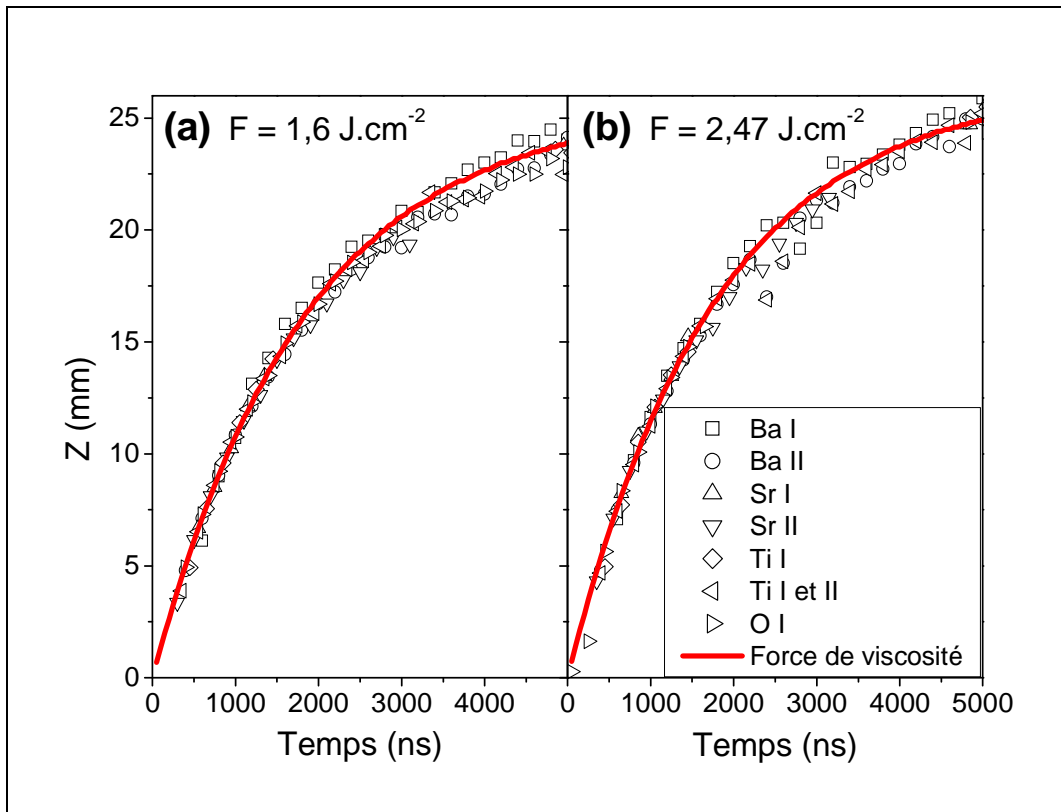 (a) F = 1,6 J.cm-2
(b) F = 2,47 J.cm-2
25
20
15
10
5
0
Z (mm)
0 1000 2000 3000 4000
0 1000 2000 3000 4000 5000
Temps (ns)
Temps (ns)
Ba I
Ba II
Sr I
Sr II
Ti I
Ti I et II
O I
Force de viscosité